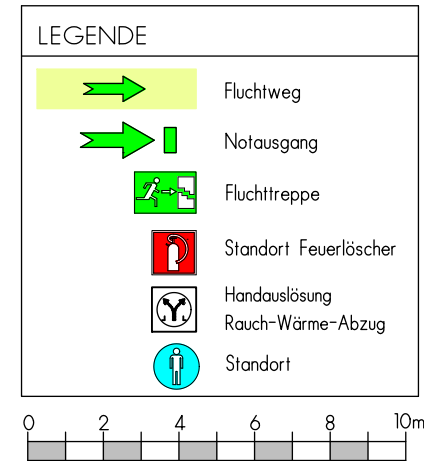 LEGENDE
Fluchtweg
Notausgang
Fluchttreppe
Standort Feuerlöscher
Handauslösung
Rauch-Wärme-Abzug
Standort
0 2 4 6 8 10m